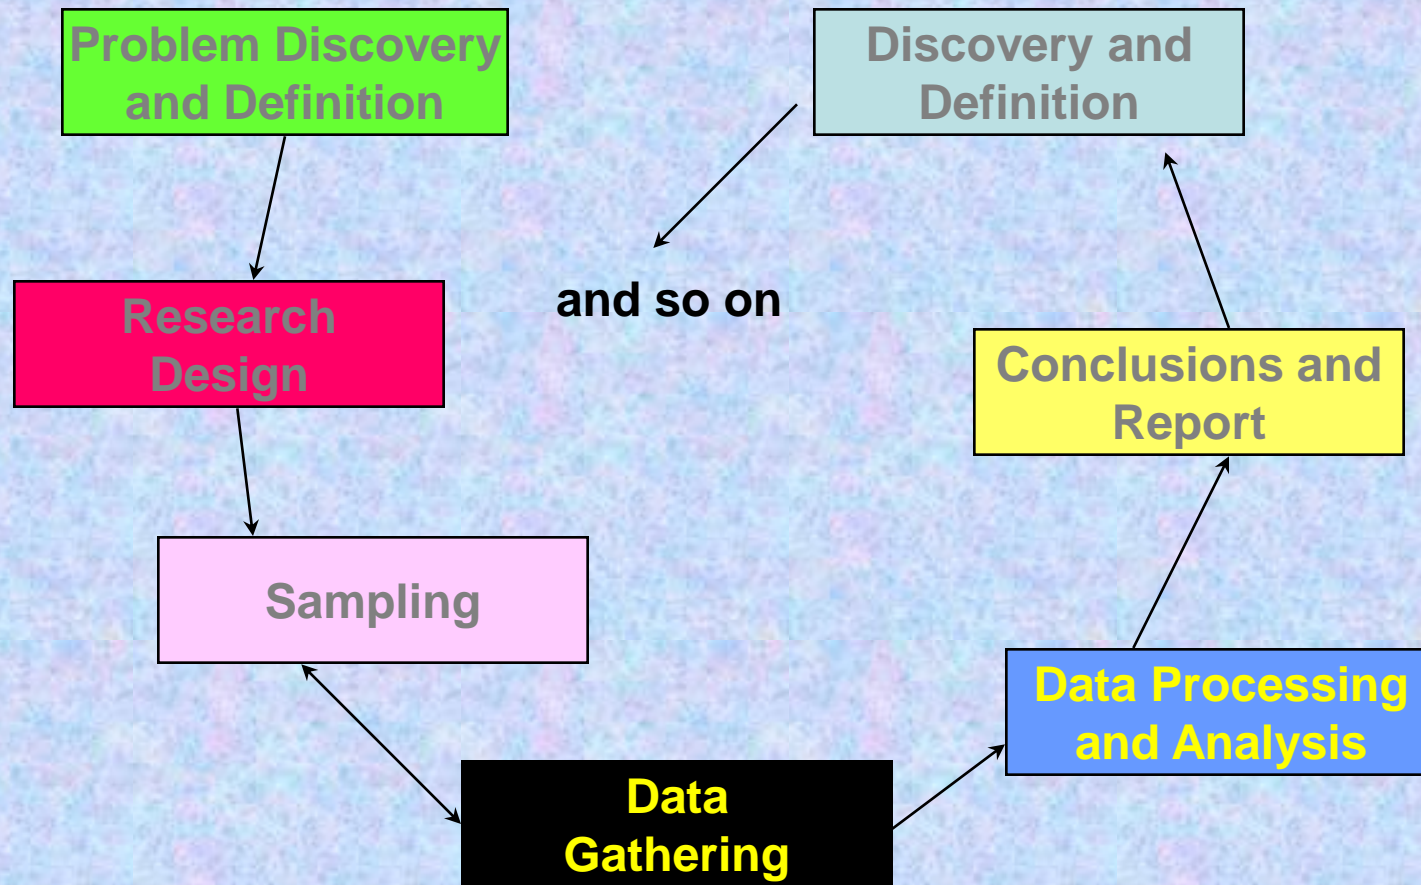 Problem Discovery
and Definition
Discovery and
Definition
Research
Design
and so on
Conclusions and
Report
Sampling
Data Processing
and Analysis
Data
Gathering